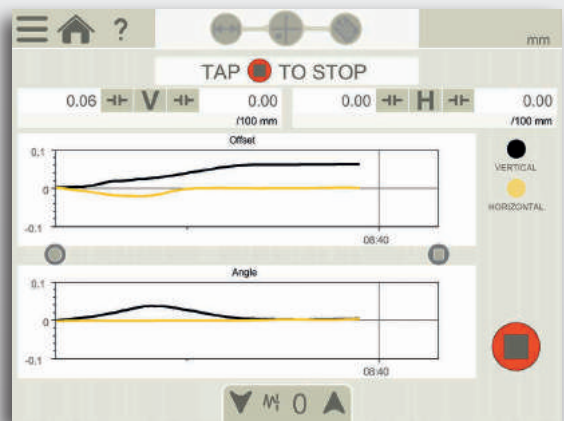 ?
mm
TAP TO STOP
0.06 V 0.00 0.00 H 0.00
/100 mm /100 mm
Offset
0.1
0
-0.1
08:40
VERTICAL
HORIZONTAL
Angle
0.1
0
-0.1
08:40
0